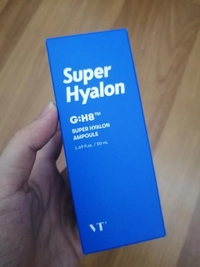 Super
Hyalon
G:H8™
SUPER HYALON
AMPOULE
1.69 fl.oz. / 50 mL
VT